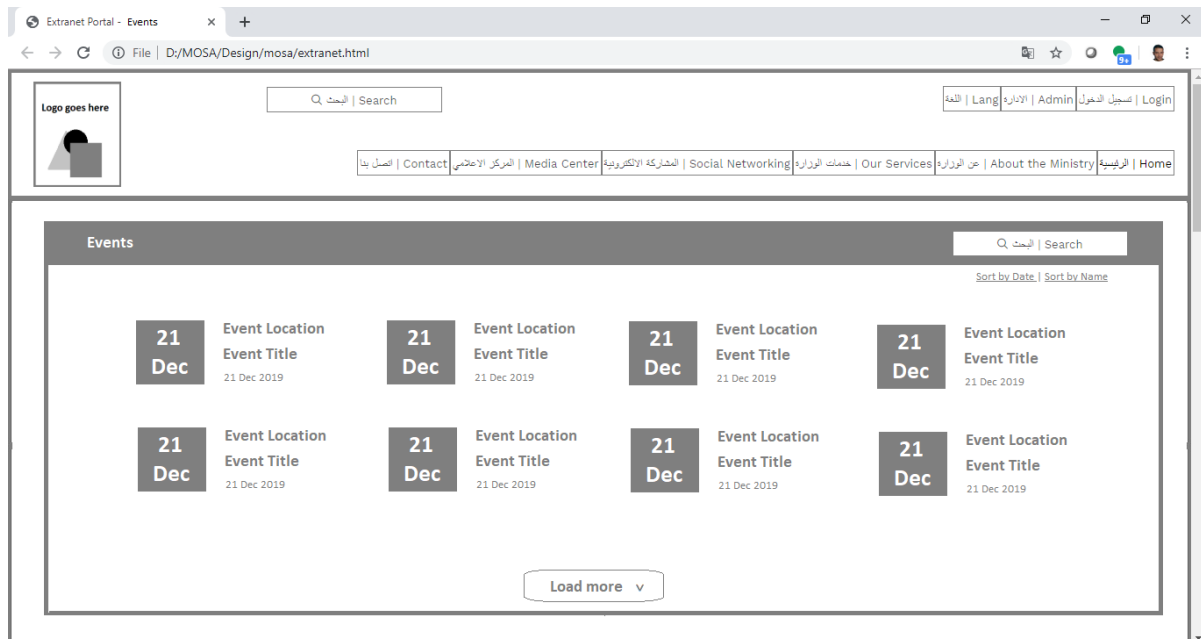 Extranet Portal - Events
File | D:/MOSA/Design/mosa/extranet.html
9+
Logo goes here
البحث | Search
اللغة | Lang
الاداره | Admin
تسجيل الدخول | Login
اتصل بنا | Contact
المركز الاعلامي | Media Center
المشاركة الالكترونية | Social Networking
خدمات الوزاره | Our Services
عن الوزاره | About the Ministry
الرئيسية | Home
Events
البحث | Search
Sort by Date | Sort by Name
21 Dec
Event Location
Event Title
21 Dec 2019
21 Dec
Event Location
Event Title
21 Dec 2019
21 Dec
Event Location
Event Title
21 Dec 2019
21 Dec
Event Location
Event Title
21 Dec 2019
21 Dec
Event Location
Event Title
21 Dec 2019
21 Dec
Event Location
Event Title
21 Dec 2019
21 Dec
Event Location
Event Title
21 Dec 2019
21 Dec
Event Location
Event Title
21 Dec 2019
Load more v